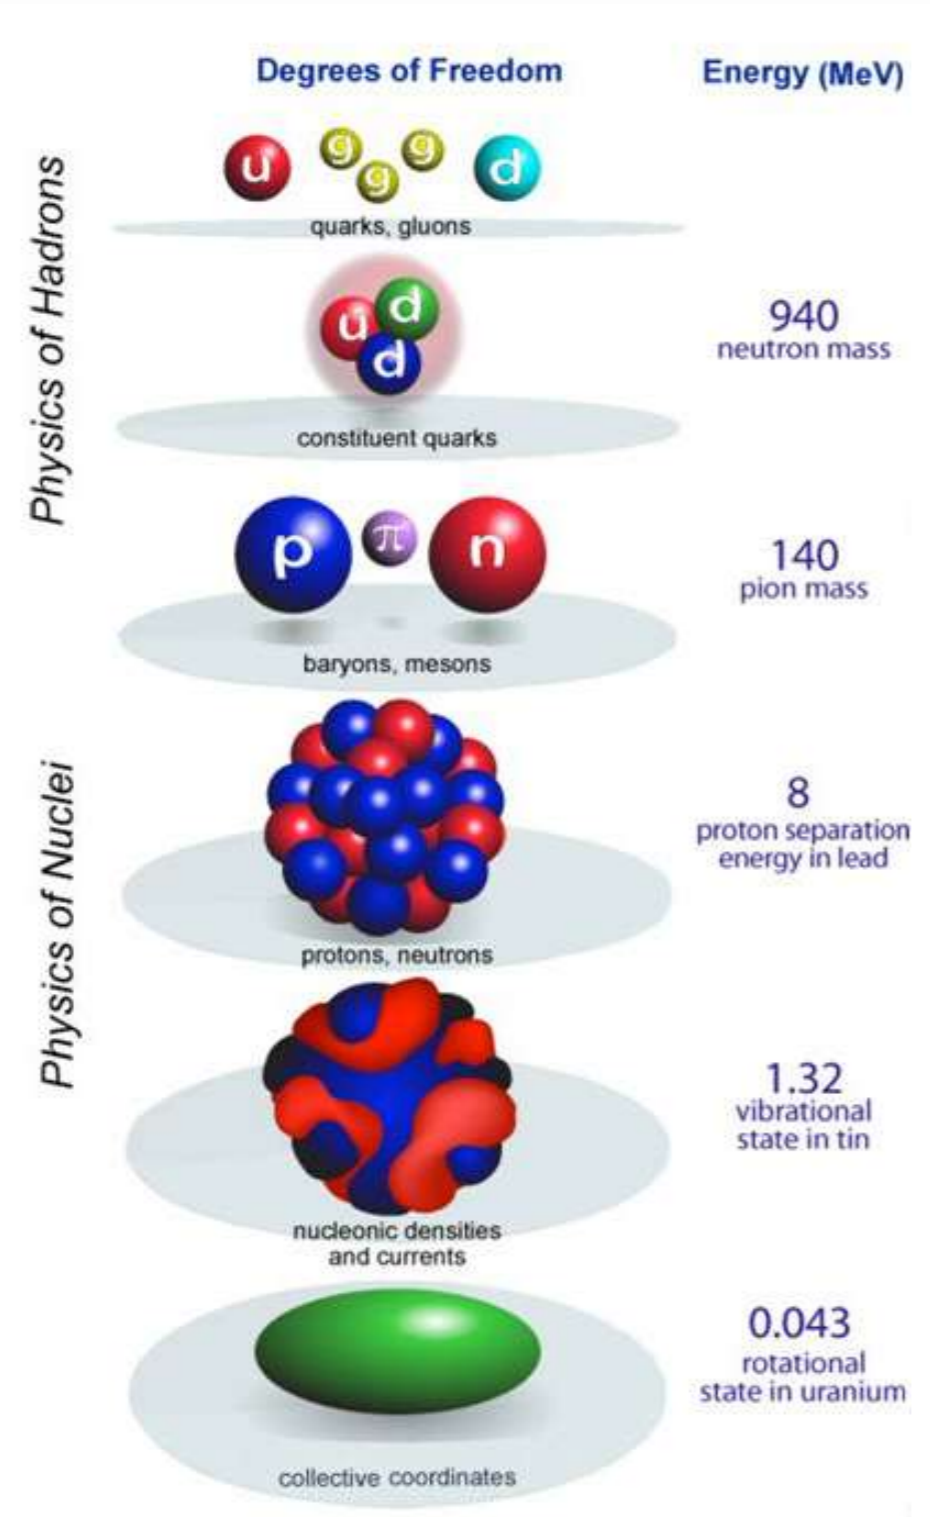 Degrees of Freedom
Energy (MeV)
Physics of Hadrons
u
g
g
g
d
quarks, gluons
u
d
d
940
neutron mass
constituent quarks
p
π
n
140
pion mass
baryons, mesons
Physics of Nuclei
8
proton separation
energy in lead
protons, neutrons
1.32
vibrational
state in tin
nucleonic densities
and currents
0.043
rotational
state in uranium
collective coordinates